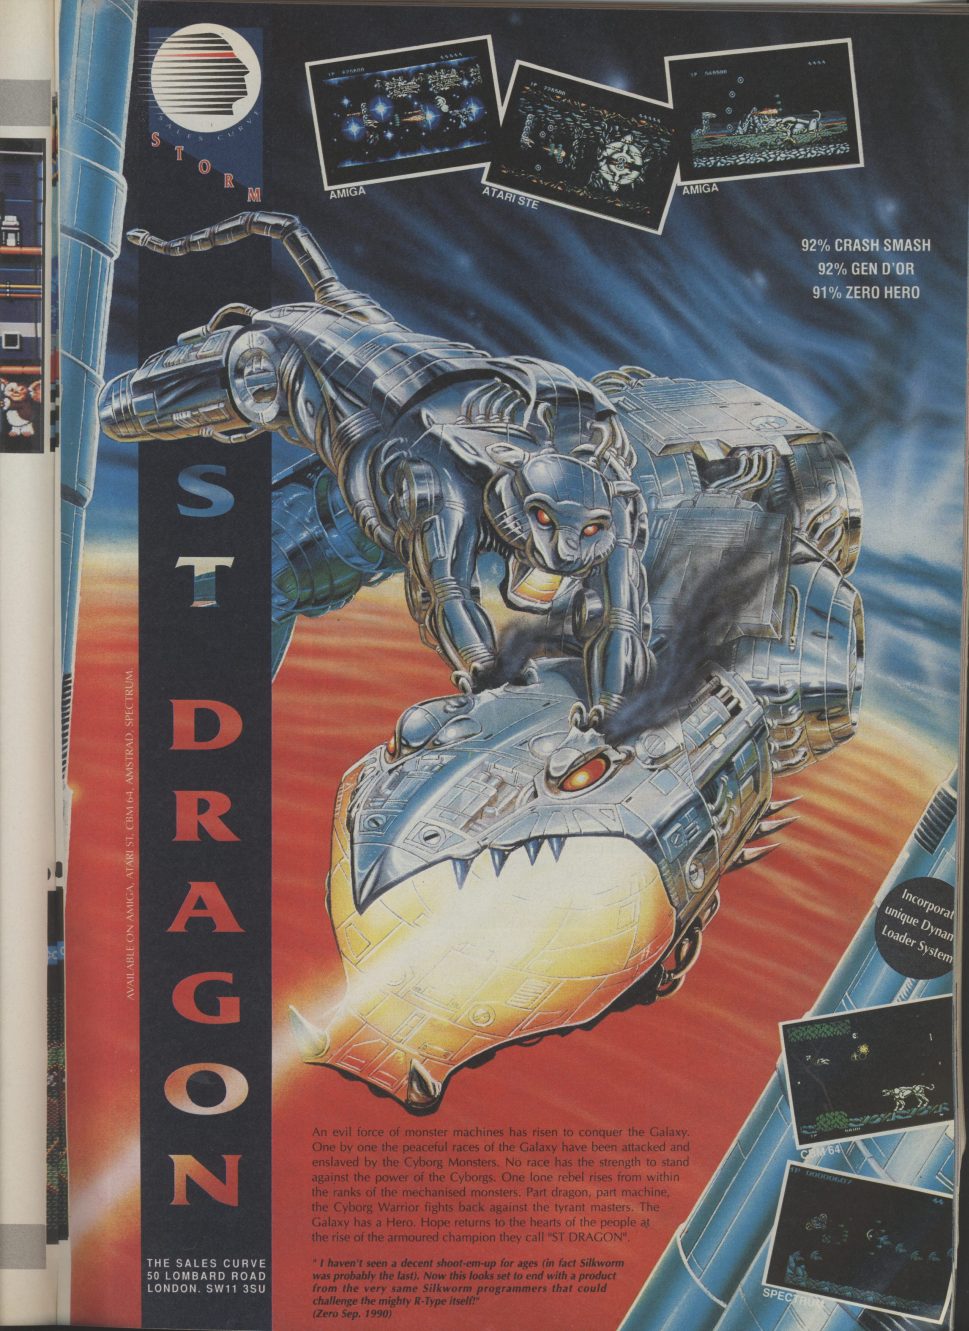 SALES CURVE
STORM
AMIGA
ATARI STE
AMIGA
92% CRASH SMASH
92% GEN D'OR
91% ZERO HERO
ST DRAGON
AVAILABLE ON AMIGA, ATARI ST, CBM 64, AMSTRAD, SPECTRUM
Incorporat
unique Dynam
Loader System
CBM 64
SPECTRUM
An evil force of monster machines has risen to conquer the Galaxy.
One by one the peaceful races of the Galaxy have been attacked and
enslaved by the Cyborg Monsters. No race has the strength to stand
against the power of the Cyborgs. One lone rebel rises from within
the ranks of the mechanised monsters. Part dragon, part machine,
the Cyborg Warrior fights back against the tyrant masters. The
Galaxy has a Hero. Hope returns to the hearts of the people at
the rise of the armoured champion they call "ST DRAGON".
" I haven't seen a decent shoot-em-up for ages (in fact Silkworm
was probably the last). Now this looks set to end with a product
from the very same Silkworm programmers that could
challenge the mighty R-Type itself!"
(Zero Sep. 1990)
THE SALES CURVE
50 LOMBARD ROAD
LONDON. SW11 3SU